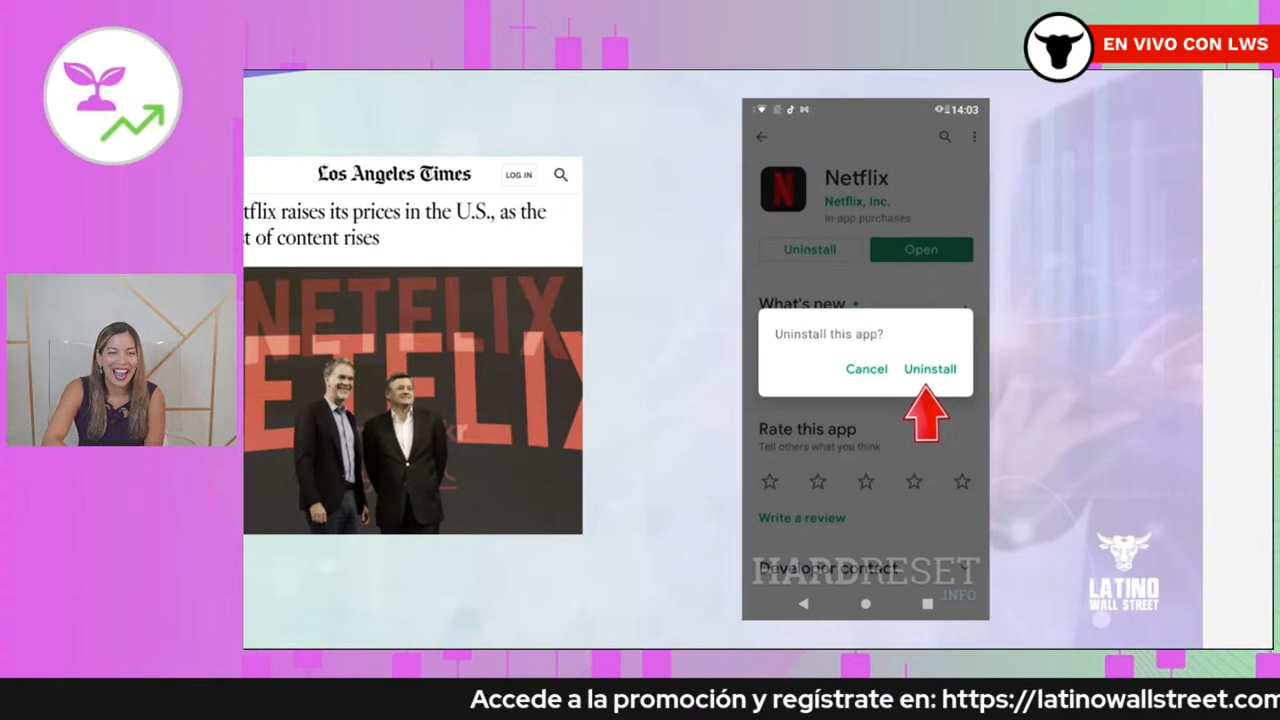 EN VIVO CON LWS
Los Angeles Times
LOG IN
tflix raises its prices in the U.S., as the
t of content rises
NETFLIX
ETFLIX
14:03
Netflix
Netflix, Inc.
In-app purchases
Uninstall
Open
What's new
Uninstall this app?
Cancel
Uninstall
Rate this app
Tell others what you think
Write a review
Developer contact
HARDRESET
.INFO
LATINO
WALL STREET
Accede a la promoción y regístrate en: https://latinowallstreet.com